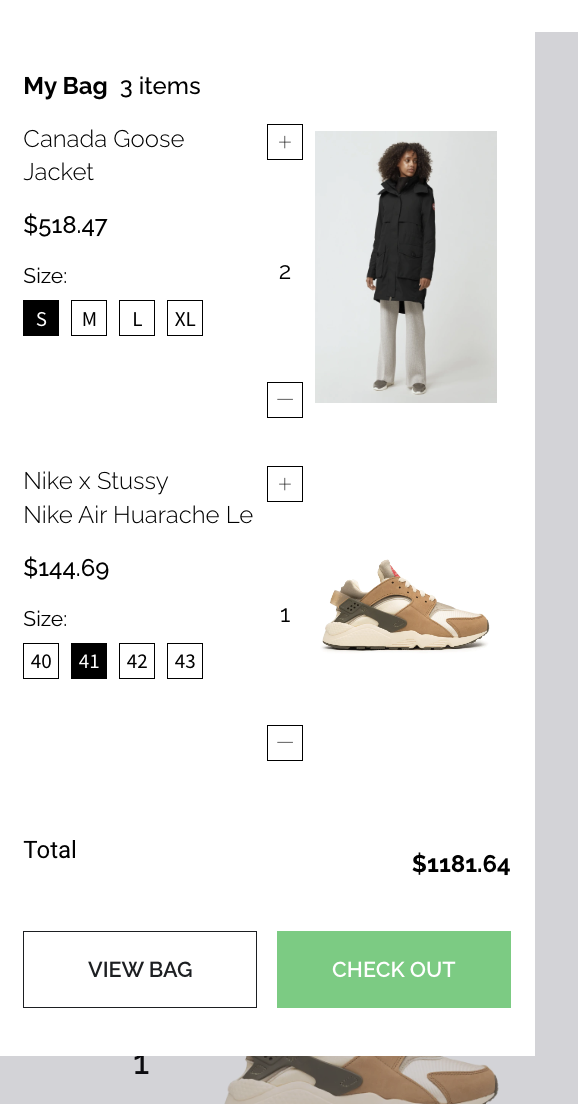 My Bag 3 items
Canada Goose
Jacket
+
$518.47
Size:
2
S M L XL
—
Nike x Stussy
Nike Air Huarache Le
+
$144.69
Size:
1
40 41 42 43
—
Total
$1181.64
VIEW BAG CHECK OUT
1